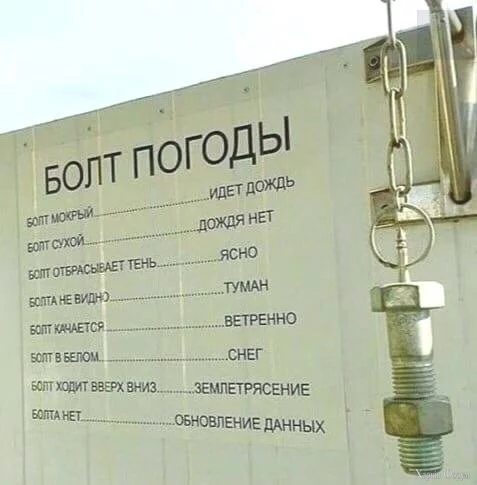 БОЛТ ПОГОДЫ
БОЛТ МОКРЫЙ..............................ИДЕТ ДОЖДЬ
БОЛТ СУХОЙ..............................ДОЖДЯ НЕТ
БОЛТ ОТБРАСЫВАЕТ ТЕНЬ................ЯСНО
БОЛТА НЕ ВИДНО..............................ТУМАН
БОЛТ КАЧАЕТСЯ..............................ВЕТРЕННО
БОЛТ В БЕЛОМ..............................СНЕГ
БОЛТ ХОДИТ ВВЕРХ ВНИЗ..........ЗЕМЛЕТРЯСЕНИЕ
БОЛТА НЕТ.........................ОБНОВЛЕНИЕ ДАННЫХ